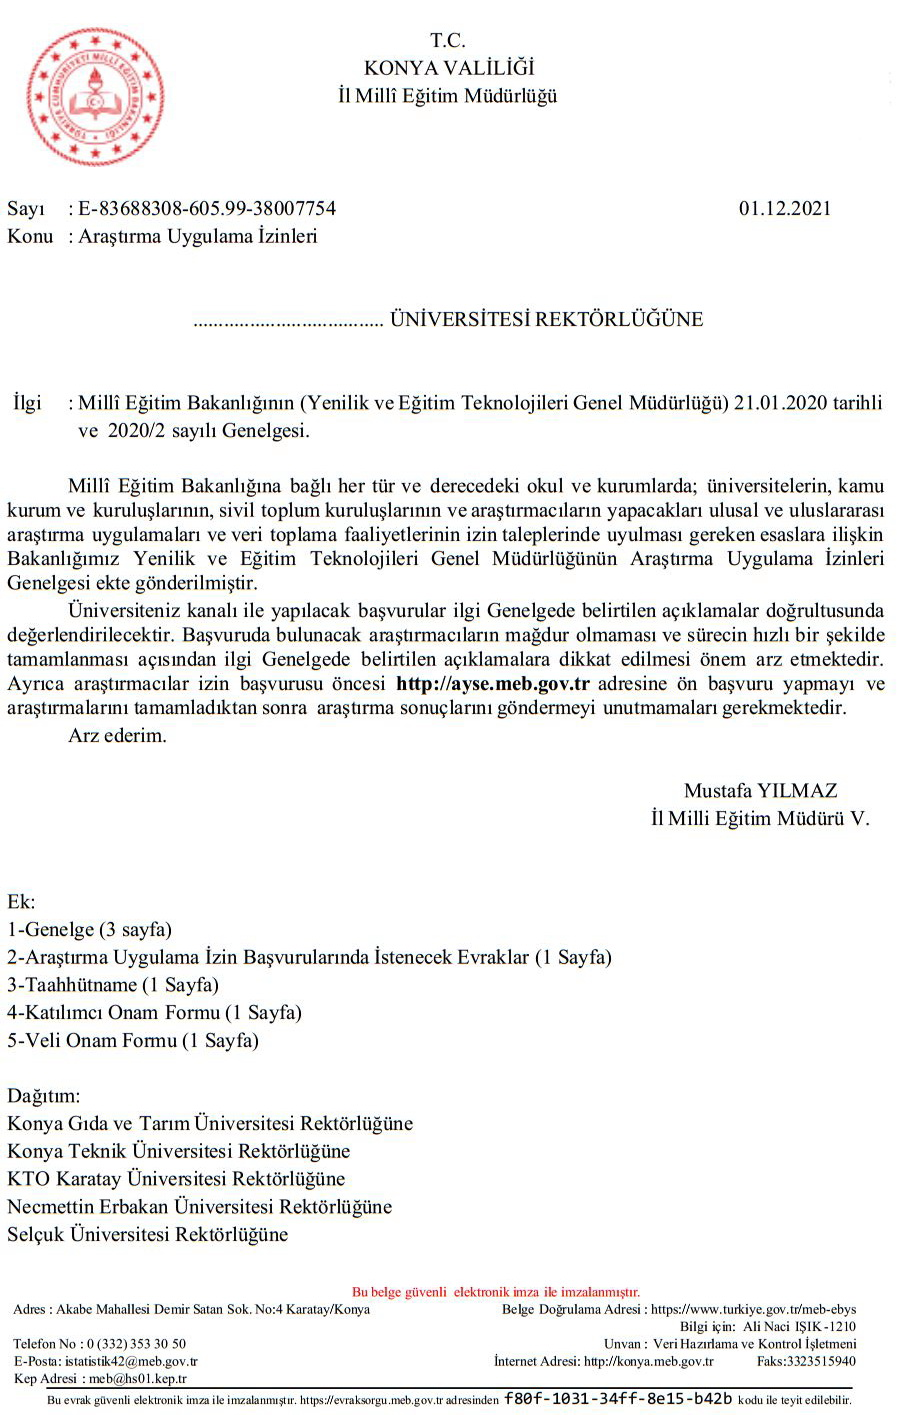 T.C.
KONYA VALİLİĞİ
İl Millî Eğitim Müdürlüğü
TÜRKİYE CUMHURİYETİ MİLLÎ EĞİTİM BAKANLIĞI
Sayı : E-83688308-605.99-38007754 01.12.2021
Konu : Araştırma Uygulama İzinleri
..................................... ÜNİVERSİTESİ REKTÖRLÜĞÜNE
İlgi : Millî Eğitim Bakanlığının (Yenilik ve Eğitim Teknolojileri Genel Müdürlüğü) 21.01.2020 tarihli
ve 2020/2 sayılı Genelgesi.
Millî Eğitim Bakanlığına bağlı her tür ve derecedeki okul ve kurumlarda; üniversitelerin, kamu
kurum ve kuruluşlarının, sivil toplum kuruluşlarının ve araştırmacıların yapacakları ulusal ve uluslararası
araştırma uygulamaları ve veri toplama faaliyetlerinin izin taleplerinde uyulması gereken esaslara ilişkin
Bakanlığımız Yenilik ve Eğitim Teknolojileri Genel Müdürlüğünün Araştırma Uygulama İzinleri
Genelgesi ekte gönderilmiştir.
Üniversiteniz kanalı ile yapılacak başvurular ilgi Genelgede belirtilen açıklamalar doğrultusunda
değerlendirilecektir. Başvuruda bulunacak araştırmacıların mağdur olmaması ve sürecin hızlı bir şekilde
tamamlanması açısından ilgi Genelgede belirtilen açıklamalara dikkat edilmesi önem arz etmektedir.
Ayrıca araştırmacılar izin başvurusu öncesi http://ayse.meb.gov.tr adresine ön başvuru yapmayı ve
araştırmalarını tamamladıktan sonra araştırma sonuçlarını göndermeyi unutmamaları gerekmektedir.
Arz ederim.
Mustafa YILMAZ
İl Milli Eğitim Müdürü V.
Ek:
1-Genelge (3 sayfa)
2-Araştırma Uygulama İzin Başvurularında İstenecek Evraklar (1 Sayfa)
3-Taahhütname (1 Sayfa)
4-Katılımcı Onam Formu (1 Sayfa)
5-Veli Onam Formu (1 Sayfa)
Dağıtım:
Konya Gıda ve Tarım Üniversitesi Rektörlüğüne
Konya Teknik Üniversitesi Rektörlüğüne
KTO Karatay Üniversitesi Rektörlüğüne
Necmettin Erbakan Üniversitesi Rektörlüğüne
Selçuk Üniversitesi Rektörlüğüne
Bu belge güvenli elektronik imza ile imzalanmıştır.
Adres : Akabe Mahallesi Demir Satan Sok. No:4 Karatay/Konya Belge Doğrulama Adresi : https://www.turkiye.gov.tr/meb-ebys
Bilgi için: Ali Naci IŞIK -1210
Telefon No : 0 (332) 353 30 50 Unvan : Veri Hazırlama ve Kontrol İşletmeni
E-Posta: istatistik42@meb.gov.tr İnternet Adresi: http://konya.meb.gov.tr Faks:3323515940
Kep Adresi : meb@hs01.kep.tr
Bu evrak güvenli elektronik imza ile imzalanmıştır. https://evraksorgu.meb.gov.tr adresinden f80f-1031-34ff-8e15-b42b kodu ile teyit edilebilir.